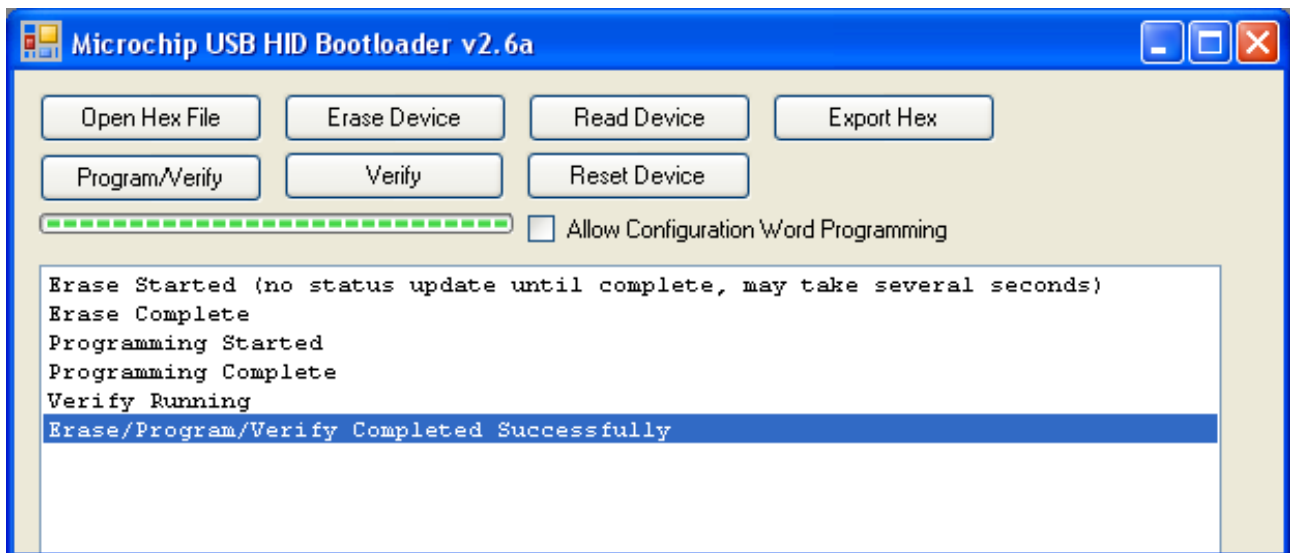 Microchip USB HID Bootloader v2.6a
Open Hex File Erase Device Read Device Export Hex
Program/Verify Verify Reset Device
Allow Configuration Word Programming
Erase Started (no status update until complete, may take several seconds)
Erase Complete
Programming Started
Programming Complete
Verify Running
Erase/Program/Verify Completed Successfully